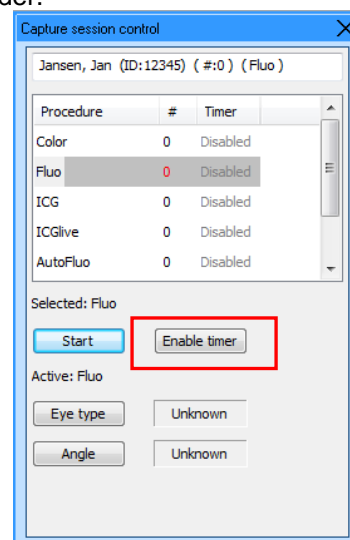 der.
Capture session control
Jansen, Jan (ID:12345) ( #:0 ) ( Fluo )
Procedure # Timer
Color 0 Disabled
Fluo 0 Disabled
ICG 0 Disabled
ICGlive 0 Disabled
AutoFluo 0 Disabled
Selected: Fluo
Start Enable timer
Active: Fluo
Eye type Unknown
Angle Unknown